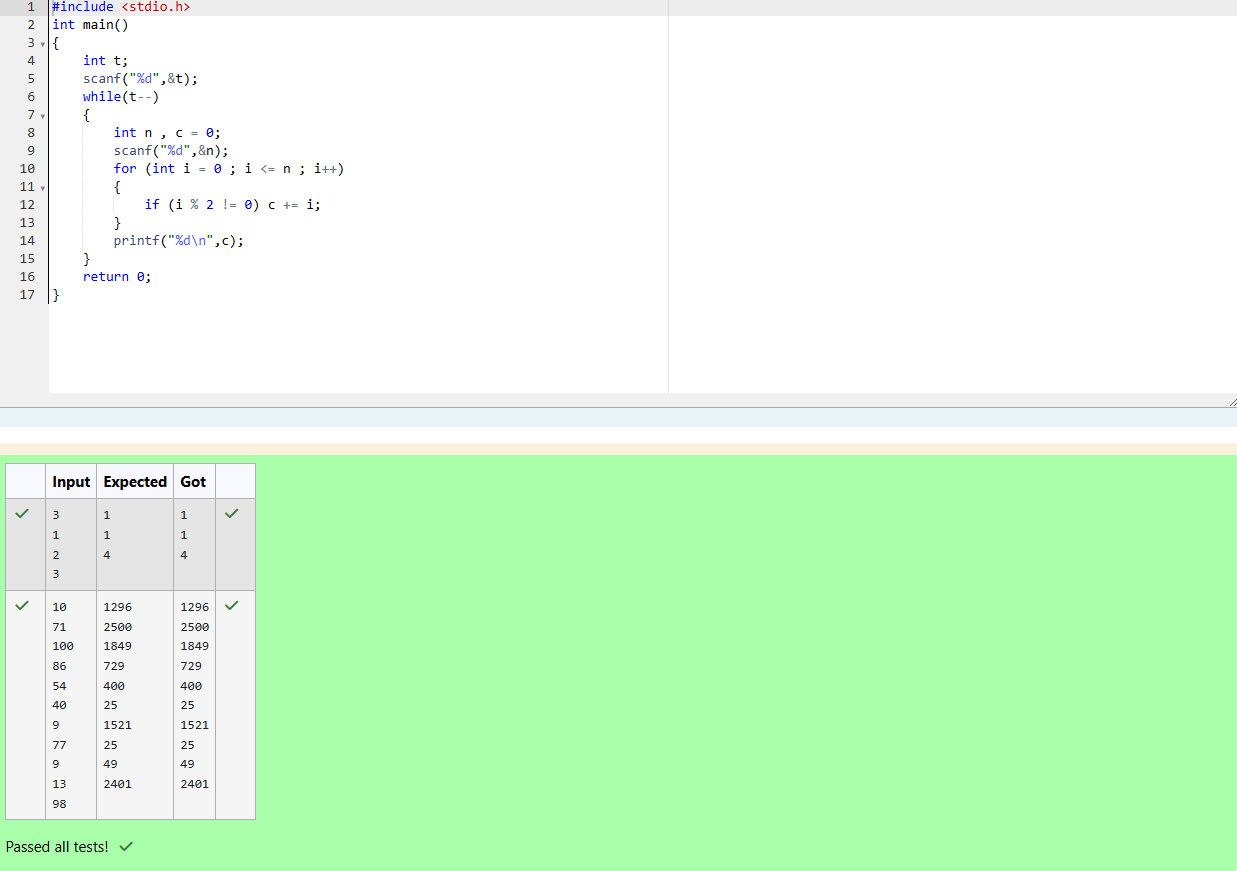 1 #include <stdio.h>
2 int main()
3 {
4     int t;
5     scanf("%d",&t);
6     while(t--)
7     {
8         int n , c = 0;
9         scanf("%d",&n);
10         for (int i = 0 ; i <= n ; i++)
11         {
12             if (i % 2 != 0) c += i;
13         }
14         printf("%d\n",c);
15     }
16     return 0;
17 }
Input Expected Got
3 1 1
1 1 1
2 4 4
3
10 1296 1296
71 2500 2500
100 1849 1849
86 729 729
54 400 400
40 25 25
9 1521 1521
77 25 25
9 49 49
13 2401 2401
98
Passed all tests!